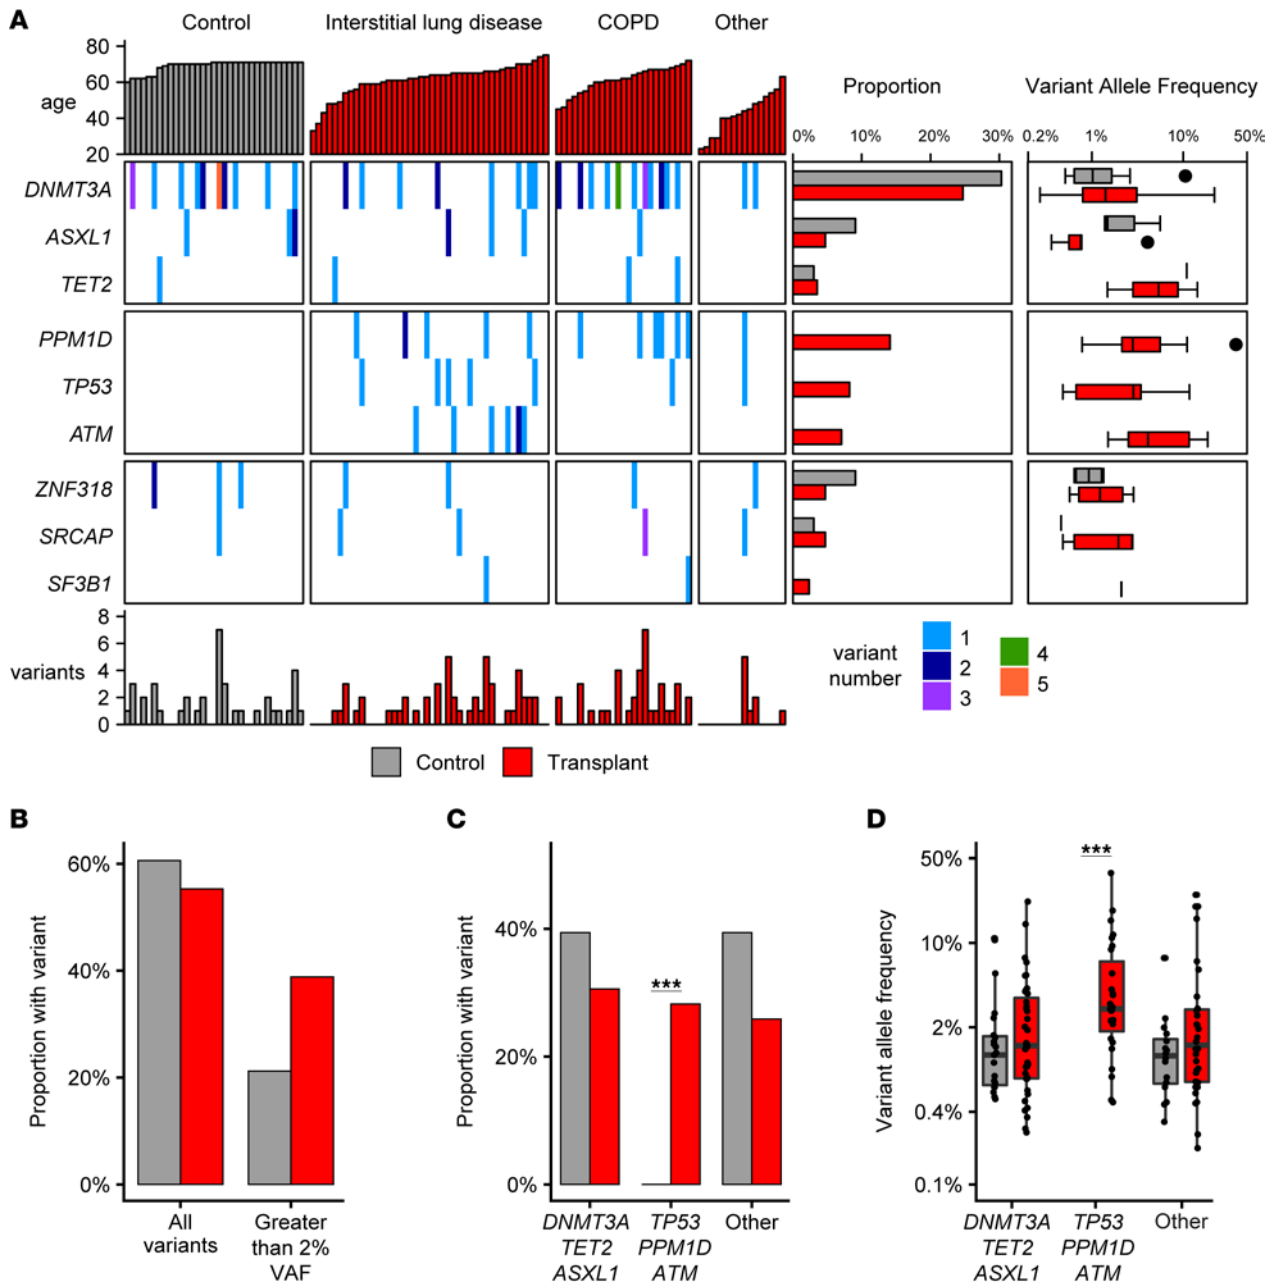 A
Control
Interstitial lung disease
COPD
Other
80
60
age
40
20
Proportion
Variant Allele Frequency
0%
10%
20%
30%
0.2%
1%
10%
50%
DNMT3A
ASXL1
TET2
PPM1D
TP53
ATM
ZNF318
SRCAP
SF3B1
8
6
variants
4
2
0
variant
number
1
2
3
4
5
Control
Transplant
B
Proportion with variant
60%
40%
20%
0%
All
variants
Greater
than 2%
VAF
C
Proportion with variant
40%
20%
0%
***
DNMT3A
TET2
ASXL1
TP53
PPM1D
ATM
Other
D
Variant allele frequency
50%
10%
2%
0.4%
0.1%
***
DNMT3A
TET2
ASXL1
TP53
PPM1D
ATM
Other